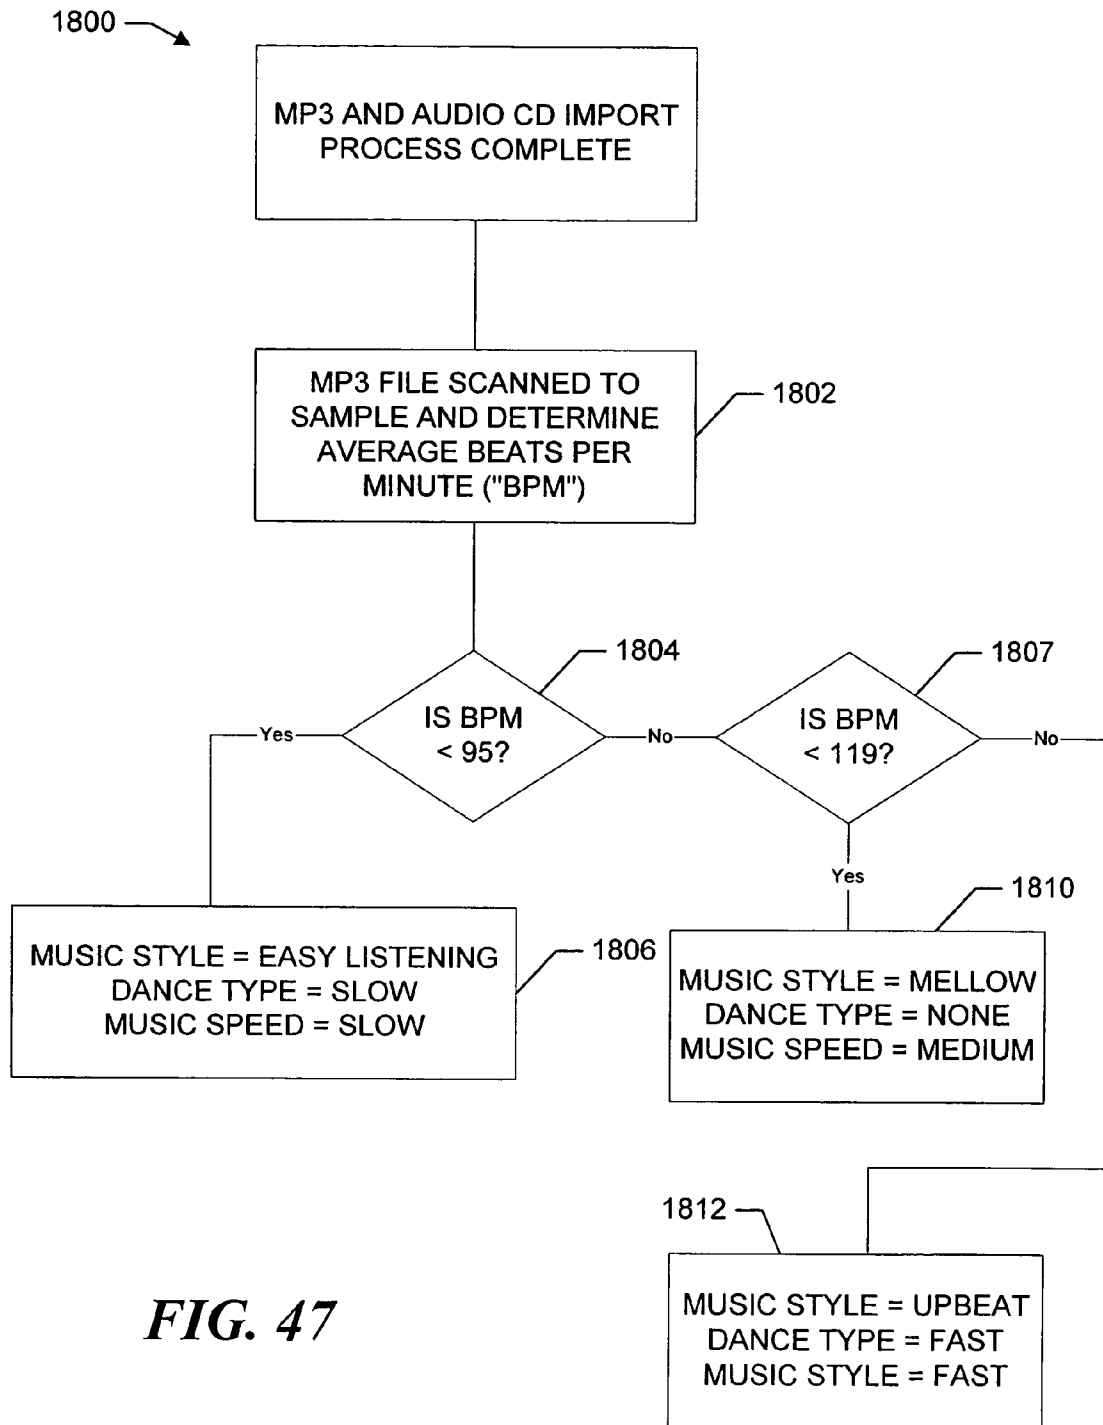 1800
MP3 AND AUDIO CD IMPORT
PROCESS COMPLETE
MP3 FILE SCANNED TO
SAMPLE AND DETERMINE
AVERAGE BEATS PER
MINUTE ("BPM")
1802
1804
IS BPM
< 95?
Yes
No
1807
IS BPM
< 119?
No
Yes
1806
MUSIC STYLE = EASY LISTENING
DANCE TYPE = SLOW
MUSIC SPEED = SLOW
1810
MUSIC STYLE = MELLOW
DANCE TYPE = NONE
MUSIC SPEED = MEDIUM
1812
MUSIC STYLE = UPBEAT
DANCE TYPE = FAST
MUSIC STYLE = FAST
FIG. 47